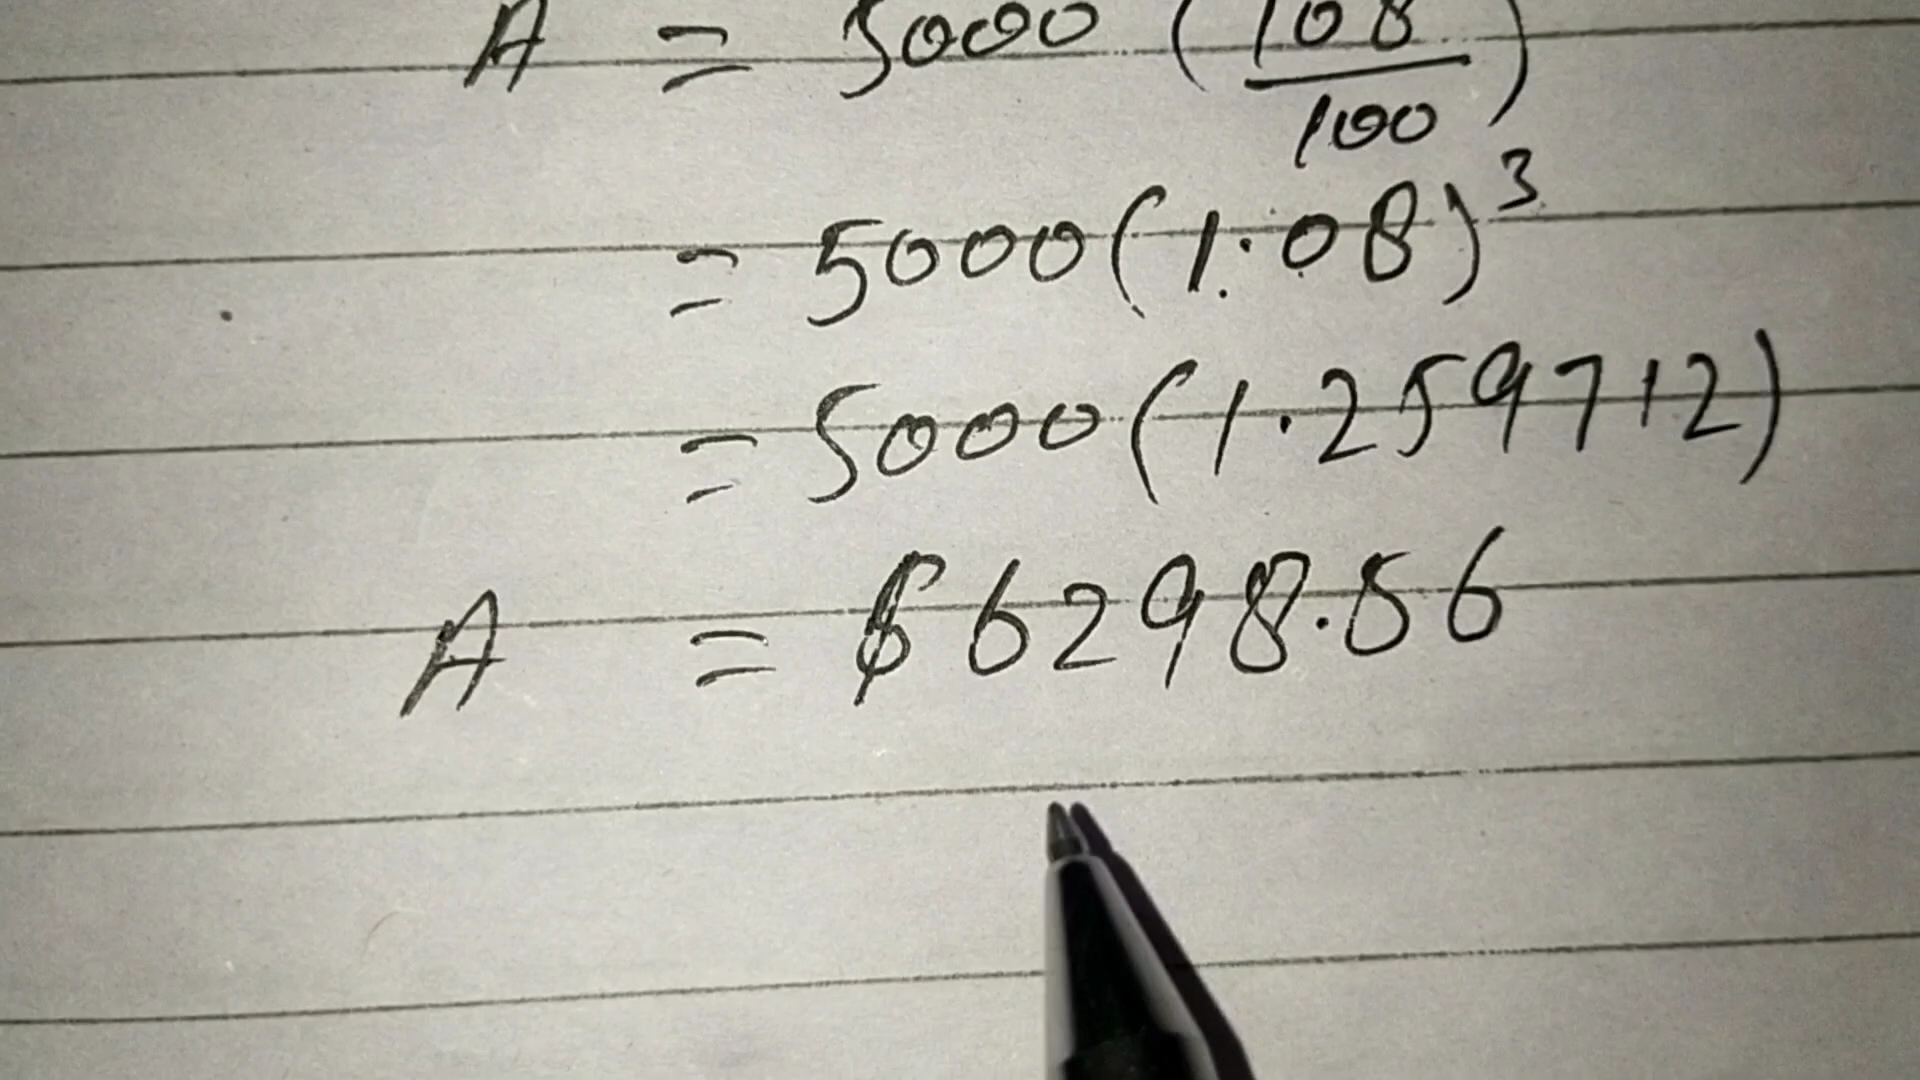 A = 5000 (108/100)
= 5000(1.08)³
= 5000(1.259712)
A = $6298.56